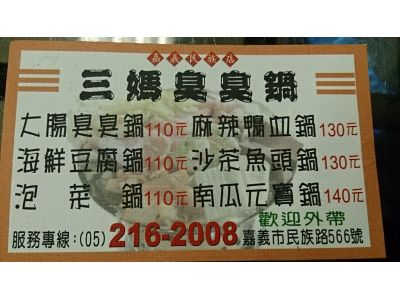 嘉義民族店
三媽臭臭鍋
大腸臭臭鍋110元 麻辣鴨血鍋130元
海鮮豆腐鍋110元 沙茶魚頭鍋130元
泡菜鍋110元 南瓜元寶鍋140元
歡迎外帶
服務專線:(05)216-2008 嘉義市民族路566號